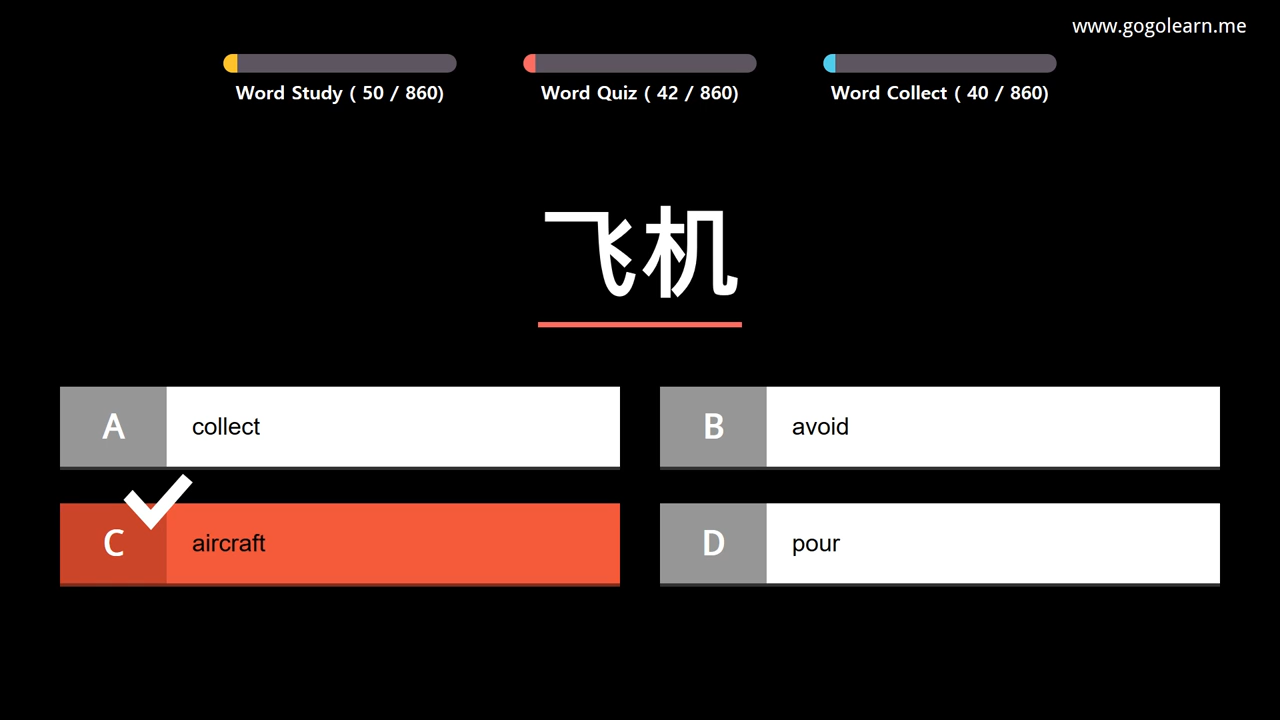 www.gogolearn.me
Word Study ( 50 / 860)
Word Quiz ( 42 / 860)
Word Collect ( 40 / 860)
飞机
A collect
B avoid
C aircraft
D pour